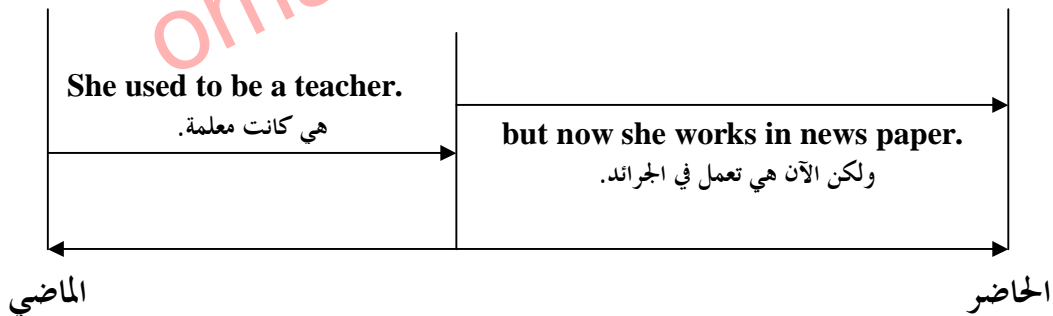 She used to be a teacher.
هي كانت معلمة.
but now she works in news paper.
ولكن الآن هي تعمل في الجرائد.
الماضي
الحاضر